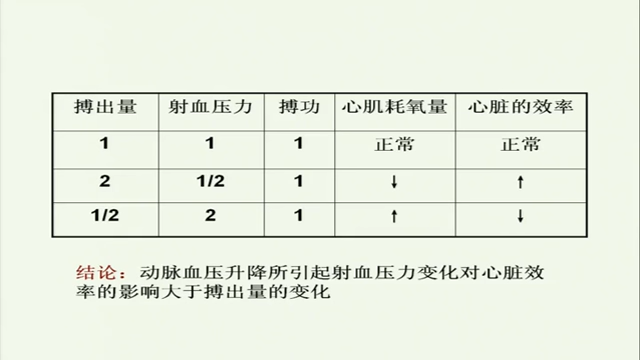 搏出量 射血压力 搏功 心肌耗氧量 心脏的效率
1 1 1 正常 正常
2 1/2 1 ↓ ↑
1/2 2 1 ↑ ↓
结论：动脉血压升降所引起射血压力变化对心脏效
率的影响大于搏出量的变化